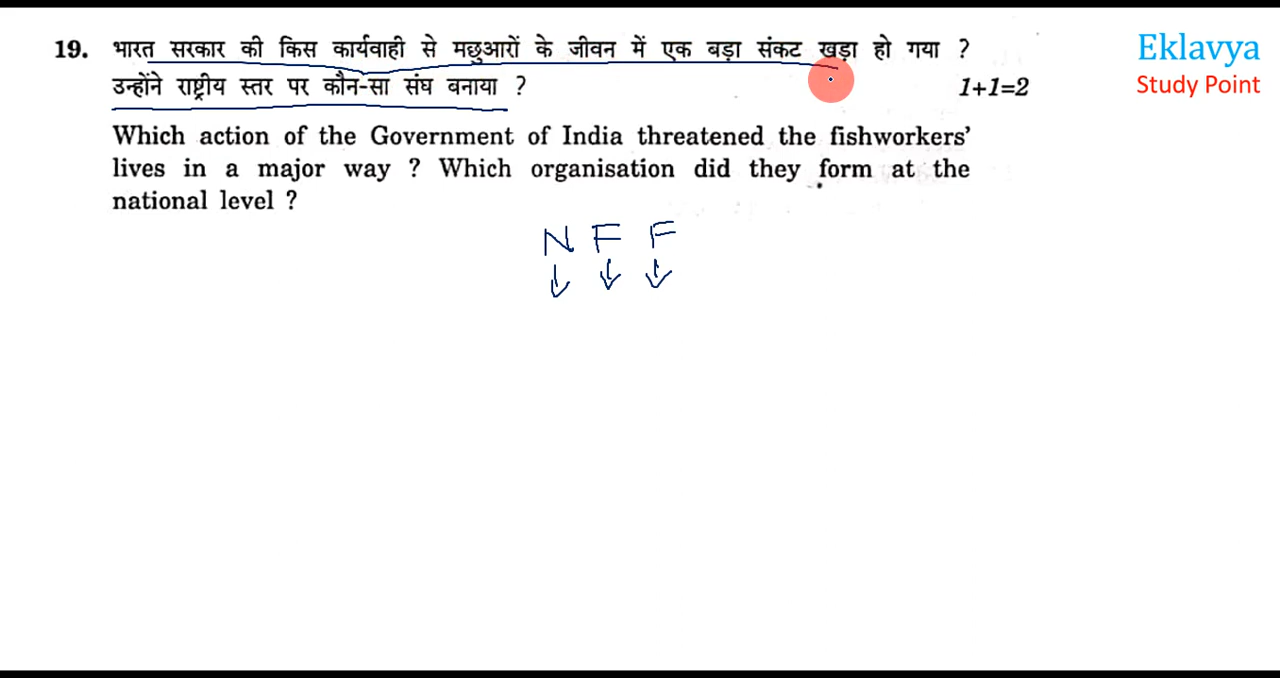 19. भारत सरकार की किस कार्यवाही से मछुआरों के जीवन में एक बड़ा संकट खड़ा हो गया ?
उन्होंने राष्ट्रीय स्तर पर कौन-सा संघ बनाया ? 1+1=2
Which action of the Government of India threatened the fishworkers'
lives in a major way ? Which organisation did they form at the
national level ?
N F F
Eklavya
Study Point